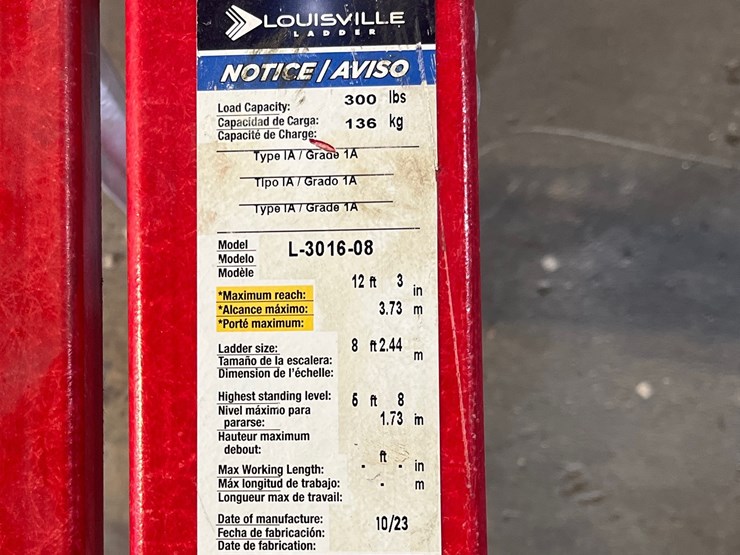 LOUISVILLE
LADDER
NOTICE / AVISO
Load Capacity: 300 lbs
Capacidad de Carga: 136 kg
Capacité de Charge:
Type IA / Grade 1A
Tipo IA / Grado 1A
Type IA / Grade 1A
Model
Modelo L-3016-08
Modèle
12 ft 3 in
*Maximum reach:
*Alcance máximo: 3.73 m
*Porté maximum:
Ladder size: 8 ft 2.44 m
Tamaño de la escalera:
Dimension de l'échelle:
Highest standing level: 5 ft 8
Nivel máximo para 1.73 in
pararse:
Hauteur maximum
debout:
ft
Max Working Length: - - in
Máx longitud de trabajo: - m
Longueur max de travail:
Date of manufacture: 10/23
Fecha de fabricación:
Date de fabrication: